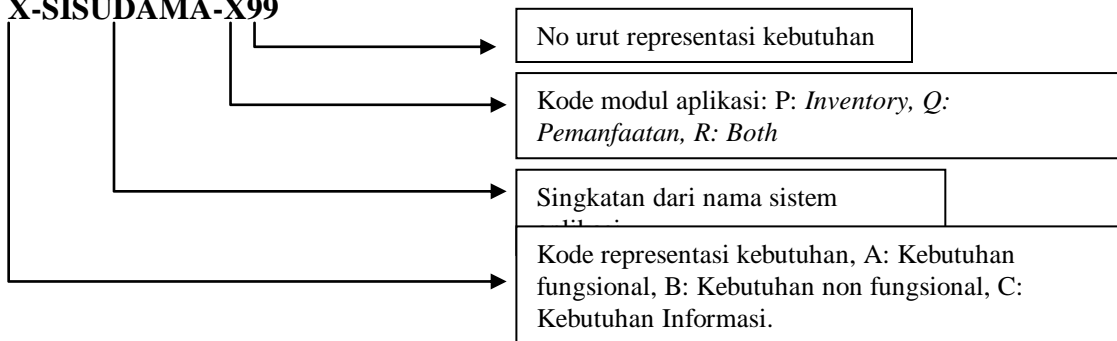 X-SISUDAMA-X99
No urut representasi kebutuhan
Kode modul aplikasi: P: Inventory, Q:
Pemanfaatan, R: Both
Singkatan dari nama sistem
Kode representasi kebutuhan, A: Kebutuhan
fungsional, B: Kebutuhan non fungsional, C:
Kebutuhan Informasi.